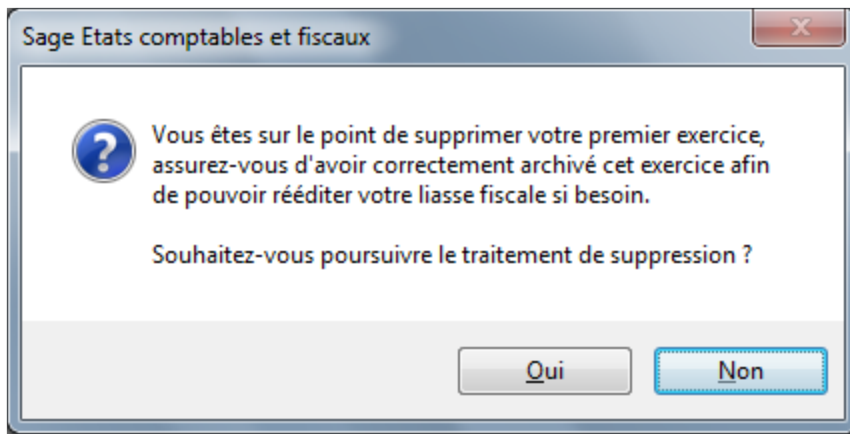 Sage Etats comptables et fiscaux
X
Vous êtes sur le point de supprimer votre premier exercice,
assurez-vous d'avoir correctement archivé cet exercice afin
de pouvoir rééditer votre liasse fiscale si besoin.
Souhaitez-vous poursuivre le traitement de suppression ?
Oui
Non